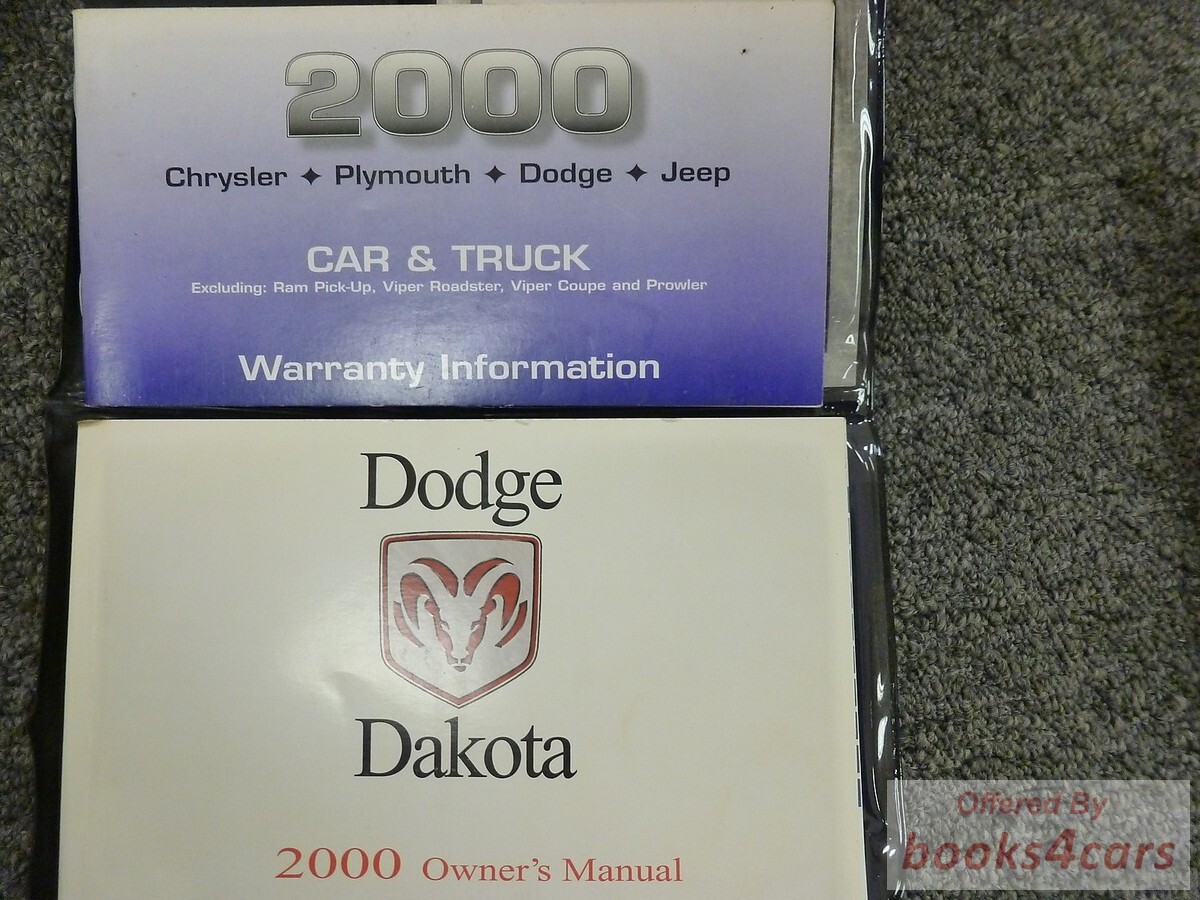 2000
Chrysler ✦ Plymouth ✦ Dodge ✦ Jeep
CAR & TRUCK
Excluding: Ram Pick-Up, Viper Roadster, Viper Coupe and Prowler
Warranty Information
Dodge
Dakota
2000 Owner's Manual
Offered By
books4cars